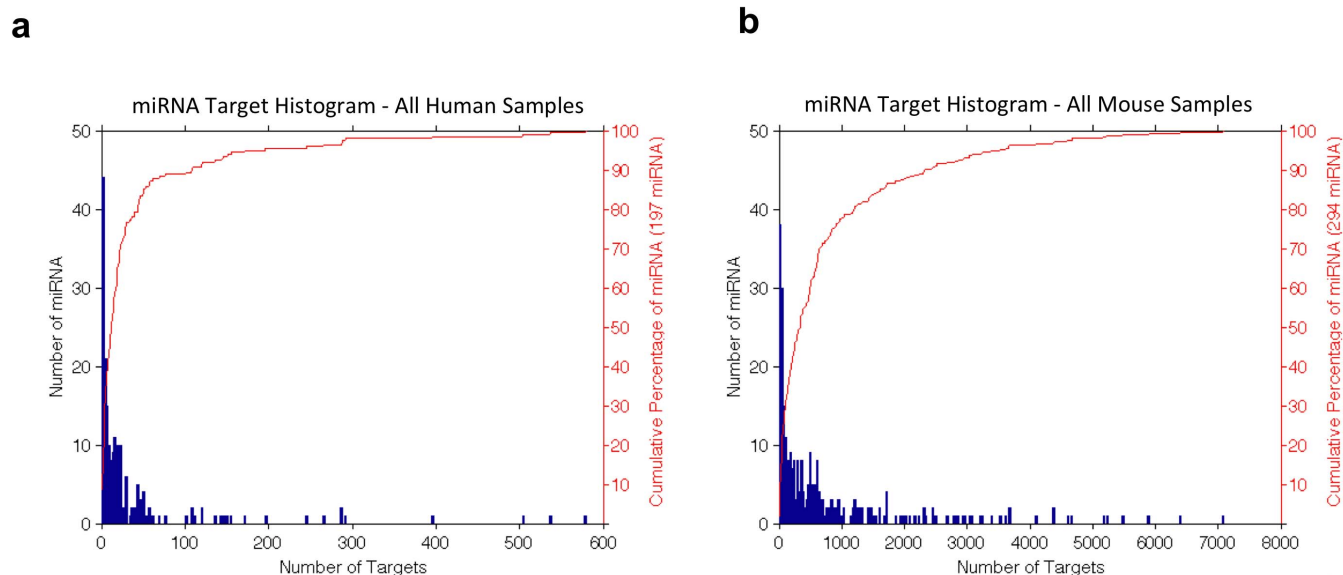 a
miRNA Target Histogram - All Human Samples
50
40
30
20
10
0
Number of miRNA
100
90
80
70
60
50
40
30
20
10
Cumulative Percentage of miRNA (197 miRNA)
0 100 200 300 400 500 600
Number of Targets
b
miRNA Target Histogram - All Mouse Samples
50
40
30
20
10
0
Number of miRNA
100
90
80
70
60
50
40
30
20
10
Cumulative Percentage of miRNA (294 miRNA)
0 1000 2000 3000 4000 5000 6000 7000 8000
Number of Targets